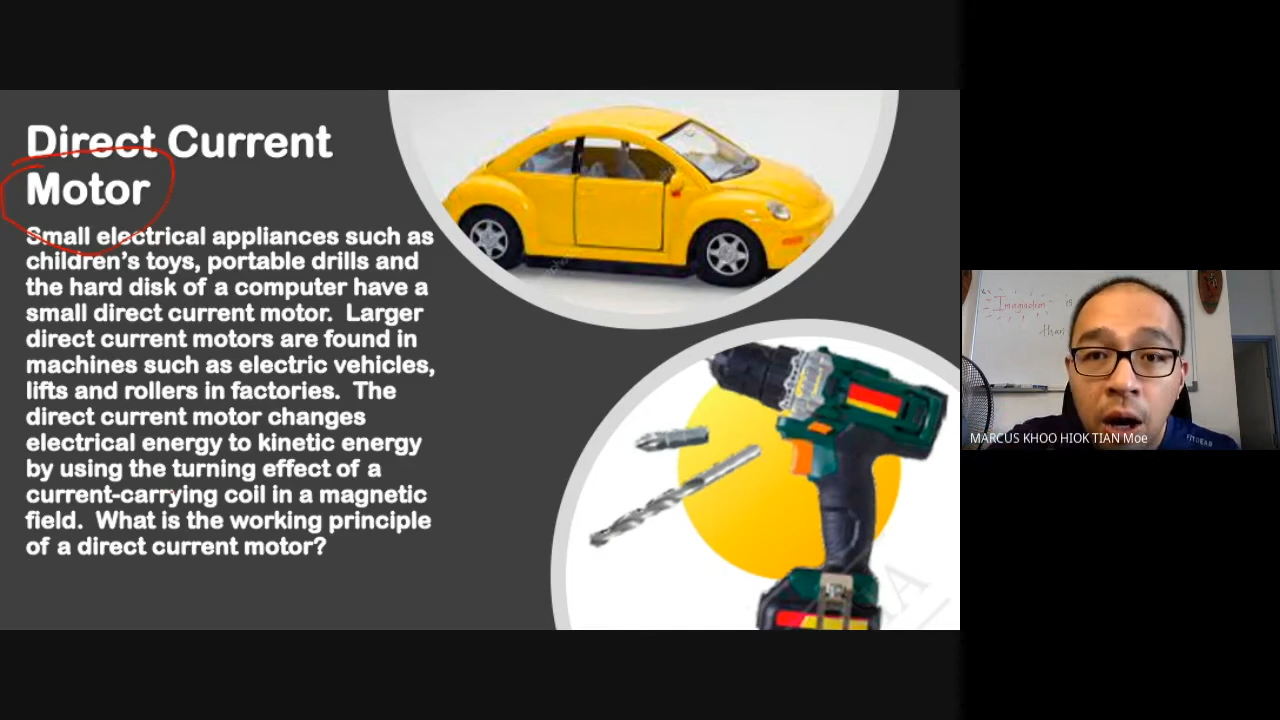 Direct Current
Motor
Small electrical appliances such as
children's toys, portable drills and
the hard disk of a computer have a
small direct current motor. Larger
direct current motors are found in
machines such as electric vehicles,
lifts and rollers in factories. The
direct current motor changes
electrical energy to kinetic energy
by using the turning effect of a
current-carrying coil in a magnetic
field. What is the working principle
of a direct current motor?
Imagination is
than
MARCUS KHOO HIOK TIAN Moe